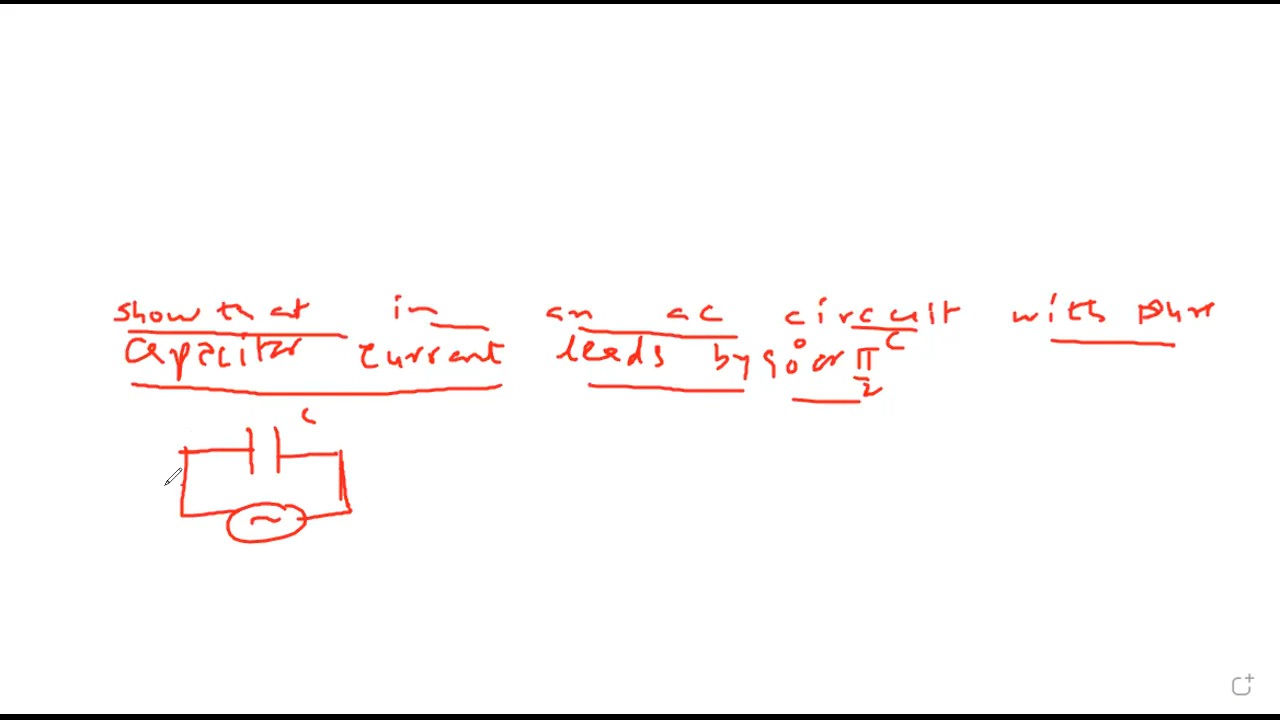 show that in an ac circuit with pure
capacitor current leads by 90° or π/2 c
C
~